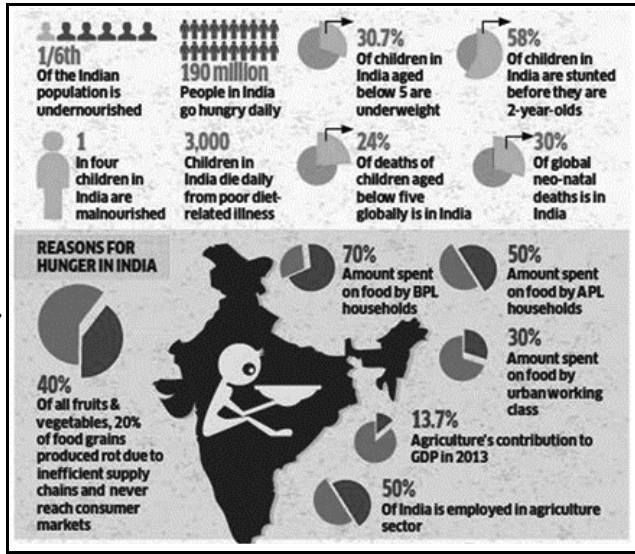 1/6th
Of the Indian
population is
undernourished
190 million
People in India
go hungry daily
30.7%
Of children in
India aged
below 5 are
underweight
58%
Of children in
India are stunted
before they are
2-year-olds
1
In four
children in
India are
malnourished
3,000
Children in
India die daily
from poor diet-
related illness
24%
Of deaths of
children aged
below five
globally is in India
30%
Of global
neo-natal
deaths is in
India
REASONS FOR
HUNGER IN INDIA
40%
Of all fruits &
vegetables, 20%
of food grains
produced rot due to
inefficient supply
chains and never
reach consumer
markets
70%
Amount spent
on food by BPL
households
50%
Amount spent
on food by APL
households
30%
Amount spent
on food by
urban working
class
13.7%
Agriculture's contribution to
GDP in 2013
50%
Of India is employed in agriculture
sector